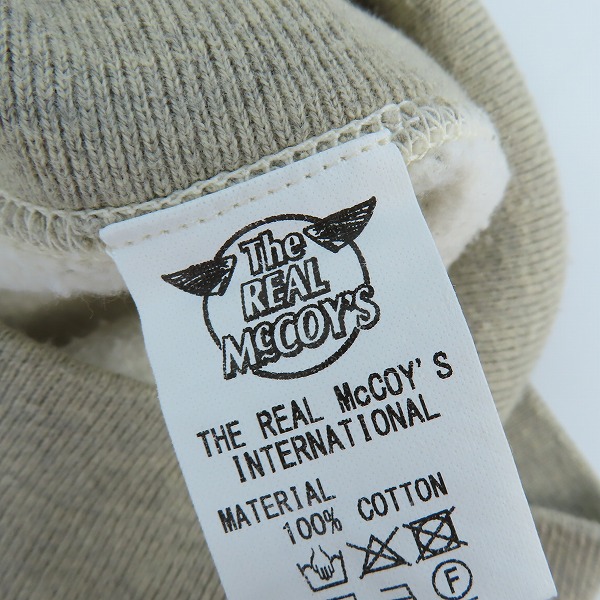 The
REAL
McCOY'S
THE REAL McCOY'S
INTERNATIONAL
MATERIAL
100% COTTON
F